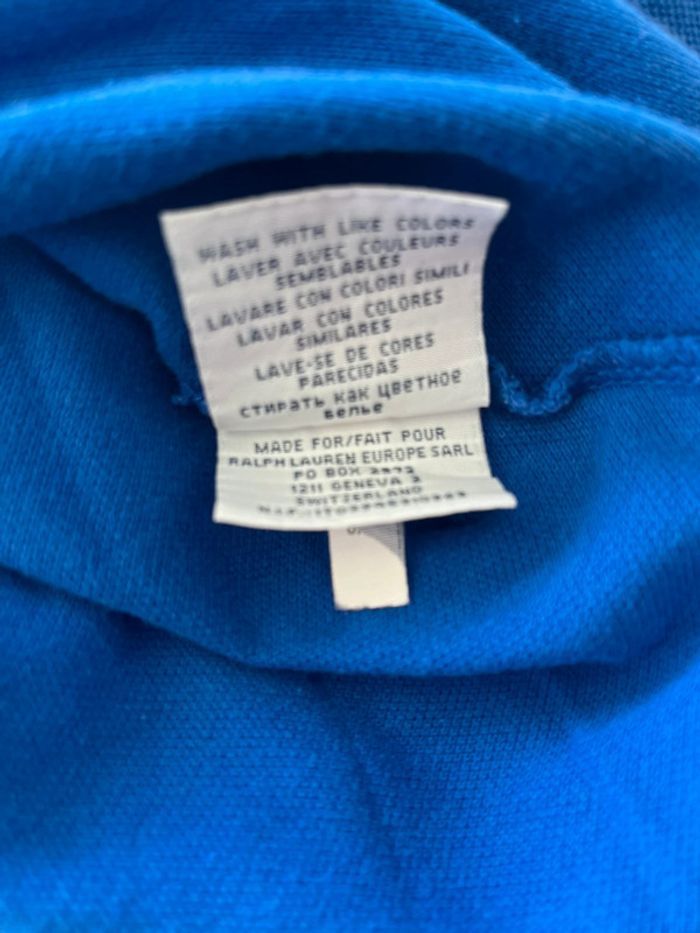 WASH WITH LIKE COLORS
LAVER AVEC COULEURS
SEMBLABLES
LAVARE CON COLORI SIMILI
LAVAR CON COLORES
SIMILARES
LAVE-SE DE CORES
PARECIDAS
стирать как цветное
белье
MADE FOR/FAIT POUR
RALPH LAUREN EUROPE SARL
PO BOX
1211 GENEVA 3
SWITZERLAND